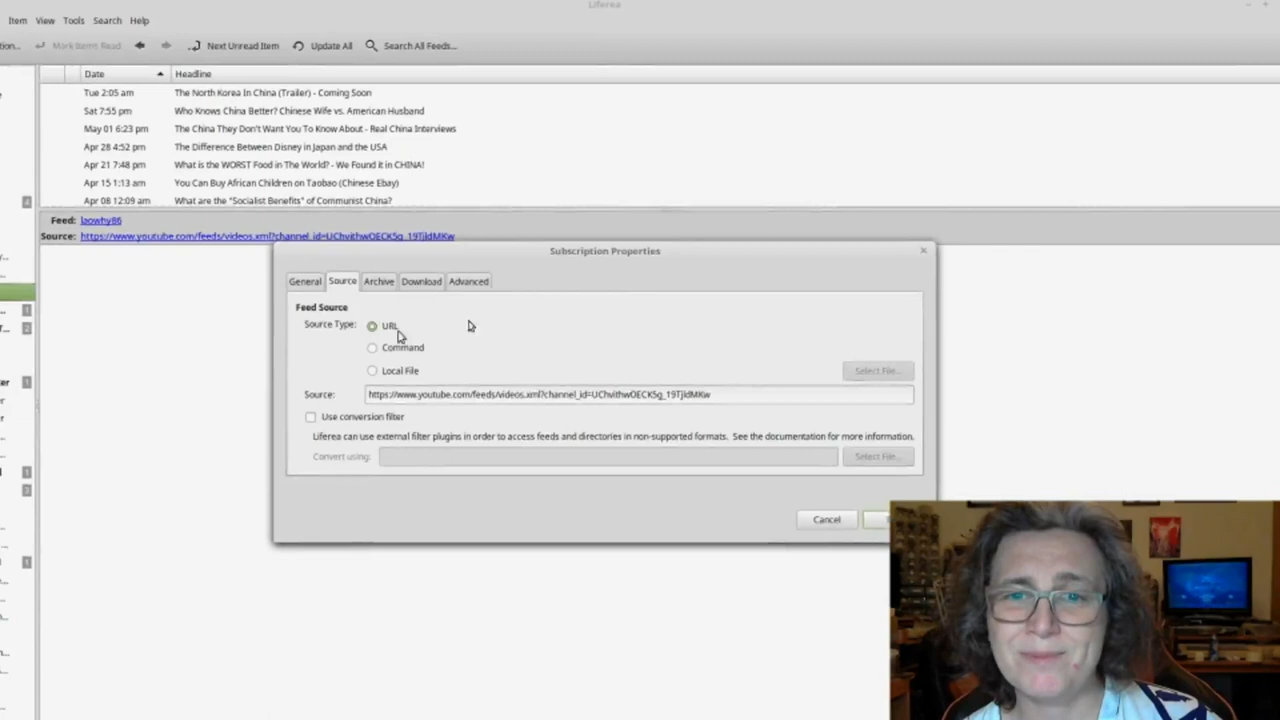 Liferea
Item View Tools Search Help
tion... Mark Items Read Next Unread Item Update All Search All Feeds...
Date Headline
Tue 2:05 am The North Korea In China (Trailer) - Coming Soon
Sat 7:55 pm Who Knows China Better? Chinese Wife vs. American Husband
May 01 6:23 pm The China They Don't Want You To Know About - Real China Interviews
Apr 28 4:52 pm The Difference Between Disney in Japan and the USA
Apr 21 7:48 pm What is the WORST Food in The World? - We Found it in CHINA!
Apr 15 1:13 am You Can Buy African Children on Taobao (Chinese Ebay)
4
Apr 08 12:09 am What are the "Socialist Benefits" of Communist China?
Feed: laowhy86
Source: https://www.youtube.com/feeds/videos.xml?channel_id=UChvithwOECK5g_19TjldMKw
Subscription Properties
General Source Archive Download Advanced
Feed Source
Source Type: URL
Command
Local File Select File...
Source: https://www.youtube.com/feeds/videos.xml?channel_id=UChvithwOECK5g_19TjldMKw
Use conversion filter
Liferea can use external filter plugins in order to access feeds and directories in non-supported formats. See the documentation for more information.
Convert using: Select File...
Cancel
1
2
1
1
3
1